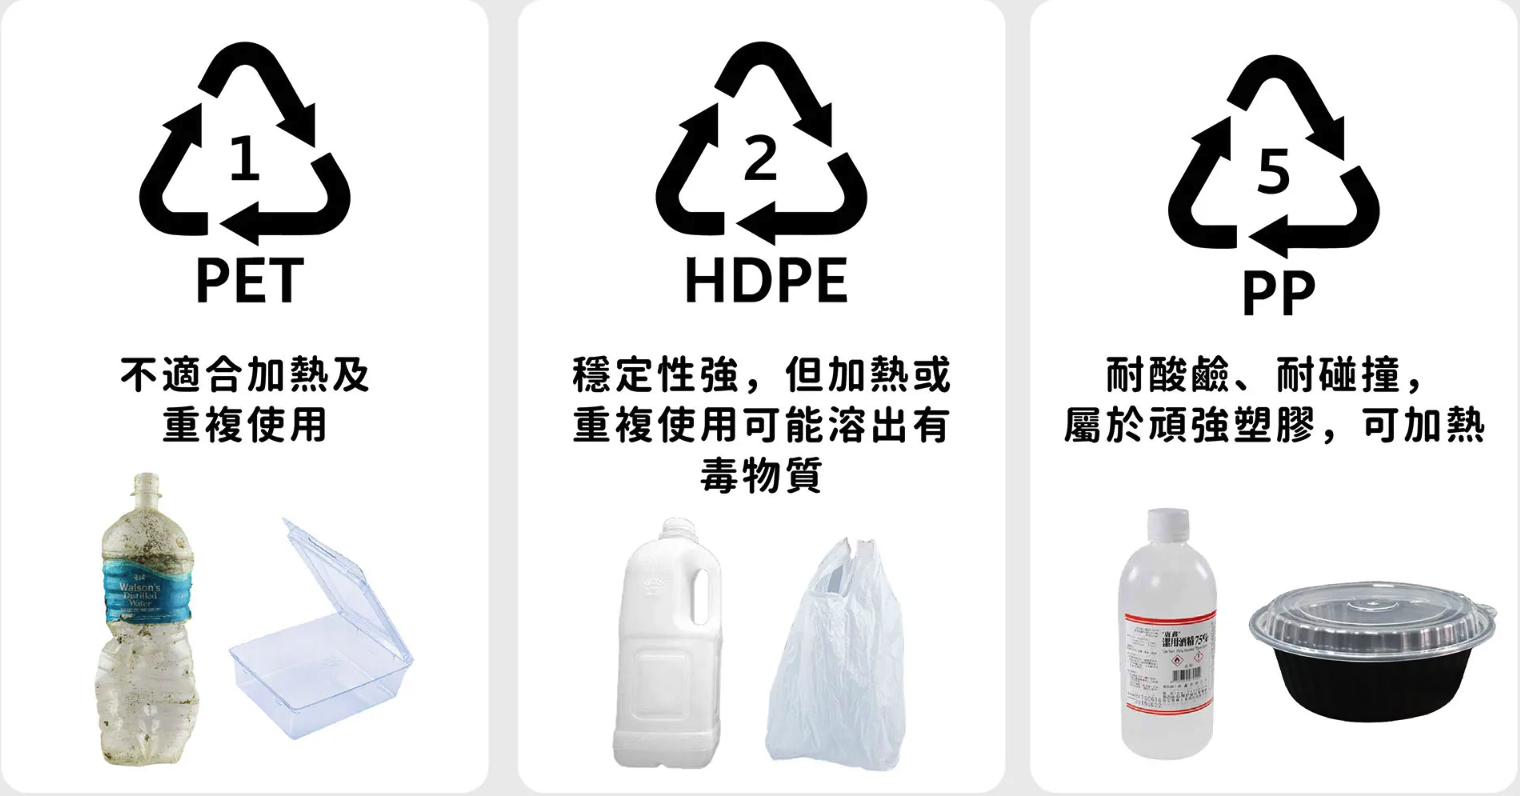 1
PET
不適合加熱及
重複使用
Watson's
Distilled
Water
2
HDPE
穩定性強，但加熱或
重複使用可能溶出有
毒物質
5
PP
耐酸鹼、耐碰撞，
屬於頑強塑膠，可加熱
潔用酒精75%